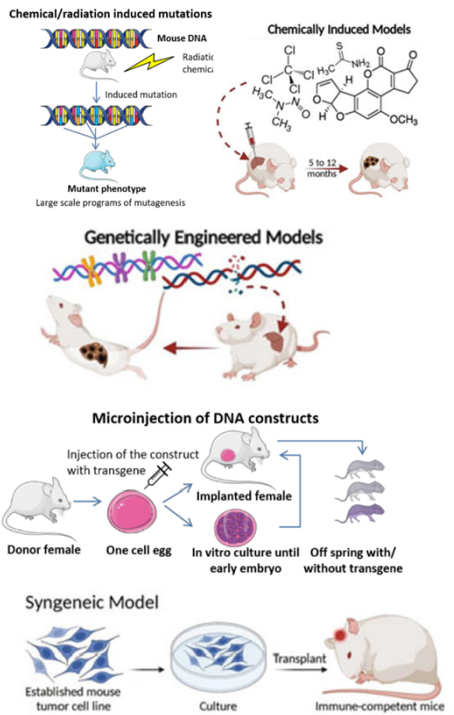 Chemical/radiation induced mutations
Mouse DNA
Induced mutation
Mutant phenotype
Large scale programs of mutagenesis
Chemically Induced Models
Cl
Cl
Cl
Cl
H₃C
S
NH₂
H₃C
N
N
O
CH₃
O
O
O
O
O
H
H
OCH₃
5 to 12
months
Genetically Engineered Models
Microinjection of DNA constructs
Injection of the construct
with transgene
Implanted female
Donor female
One cell egg
In vitro culture until
early embryo
Off spring with/
without transgene
Syngeneic Model
Established mouse
tumor cell line
Culture
Transplant
Immune-competent mice